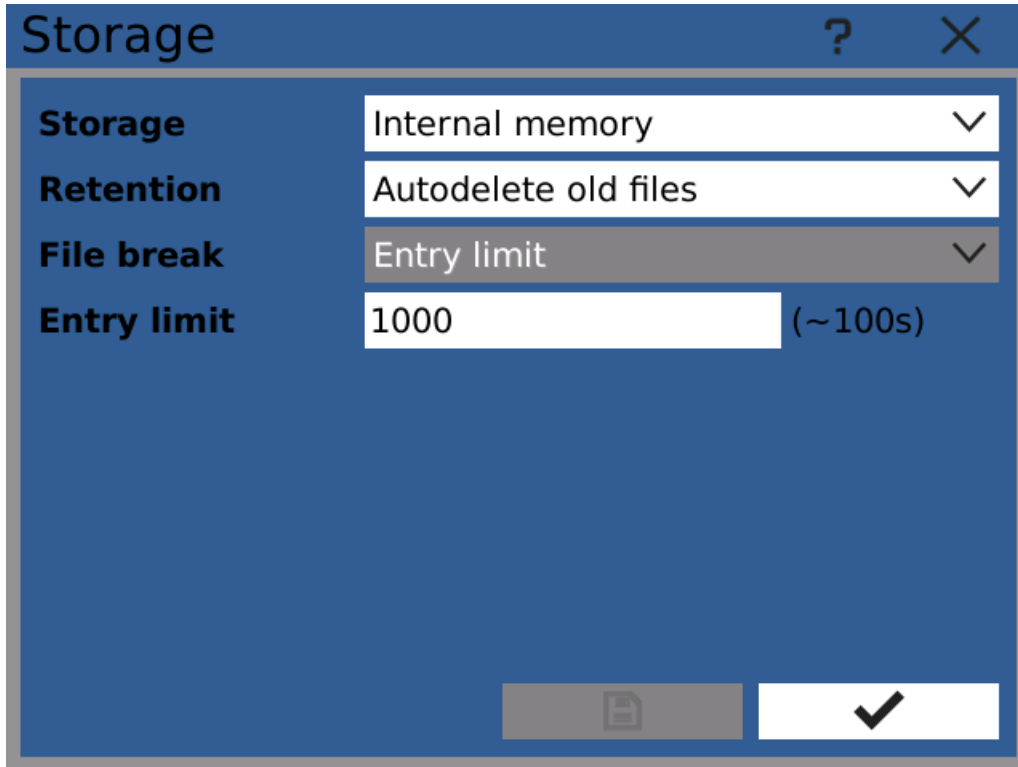 Storage ?
Storage Internal memory
Retention Autodelete old files
File break Entry limit
Entry limit 1000 (~100s)